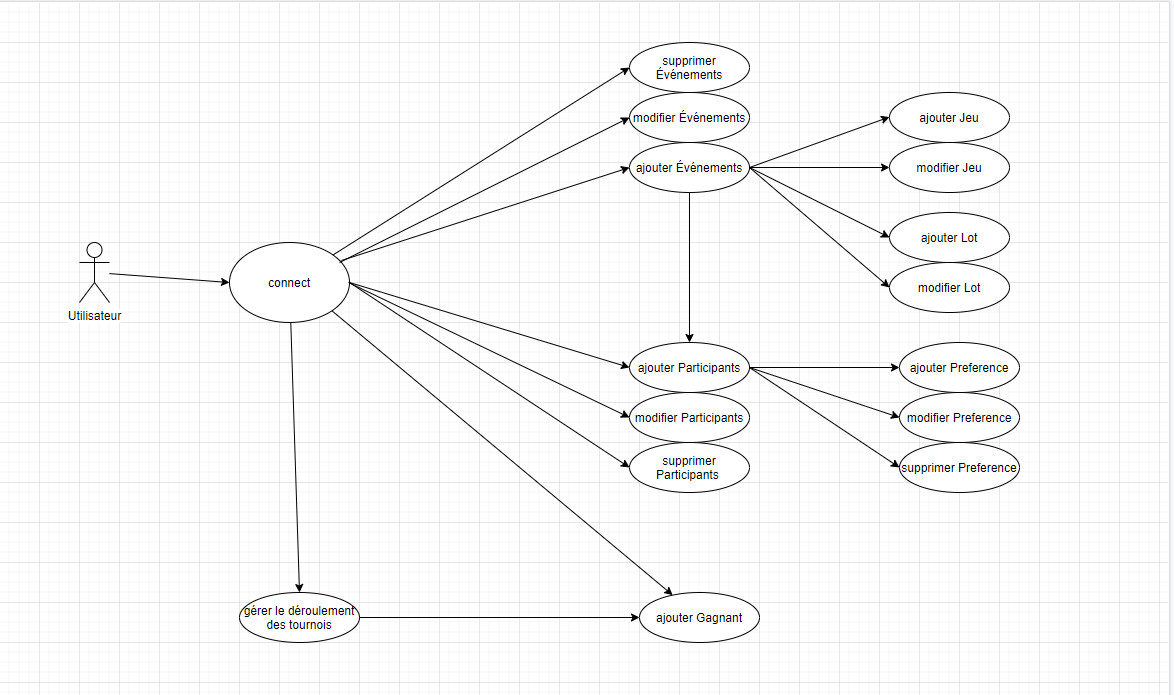 supprimer
Événements
modifier Événements
ajouter Événements
ajouter Jeu
modifier Jeu
ajouter Lot
modifier Lot
Utilisateur
connect
ajouter Participants
modifier Participants
supprimer
Participants
ajouter Preference
modifier Preference
supprimer Preference
gérer le déroulement
des tournois
ajouter Gagnant